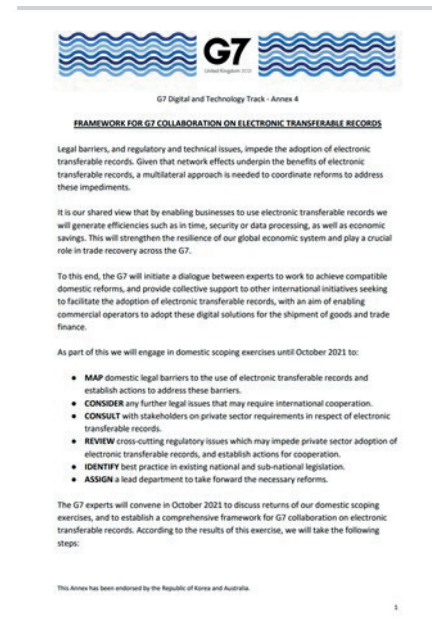 G7
United Kingdom 2021
G7 Digital and Technology Track - Annex 4
FRAMEWORK FOR G7 COLLABORATION ON ELECTRONIC TRANSFERABLE RECORDS
Legal barriers, and regulatory and technical issues, impede the adoption of electronic
transferable records. Given that network effects underpin the benefits of electronic
transferable records, a multilateral approach is needed to coordinate reforms to address
these impediments.
It is our shared view that by enabling businesses to use electronic transferable records we
will generate efficiencies such as in time, security or data processing, as well as economic
savings. This will strengthen the resilience of our global economic system and play a crucial
role in trade recovery across the G7.
To this end, the G7 will initiate a dialogue between experts to work to achieve compatible
domestic reforms, and provide collective support to other international initiatives seeking
to facilitate the adoption of electronic transferable records, with an aim of enabling
commercial operators to adopt these digital solutions for the shipment of goods and trade
finance.
As part of this we will engage in domestic scoping exercises until October 2021 to:
● MAP domestic legal barriers to the use of electronic transferable records and
establish actions to address these barriers.
● CONSIDER any further legal issues that may require international cooperation.
● CONSULT with stakeholders on private sector requirements in respect of electronic
transferable records.
● REVIEW cross-cutting regulatory issues which may impede private sector adoption of
electronic transferable records, and establish actions for cooperation.
● IDENTIFY best practice in existing national and sub-national legislation.
● ASSIGN a lead department to take forward the necessary reforms.
The G7 experts will convene in October 2021 to discuss returns of our domestic scoping
exercises, and to establish a comprehensive framework for G7 collaboration on electronic
transferable records. According to the results of this exercise, we will take the following
steps:
This Annex has been endorsed by the Republic of Korea and Australia.
1